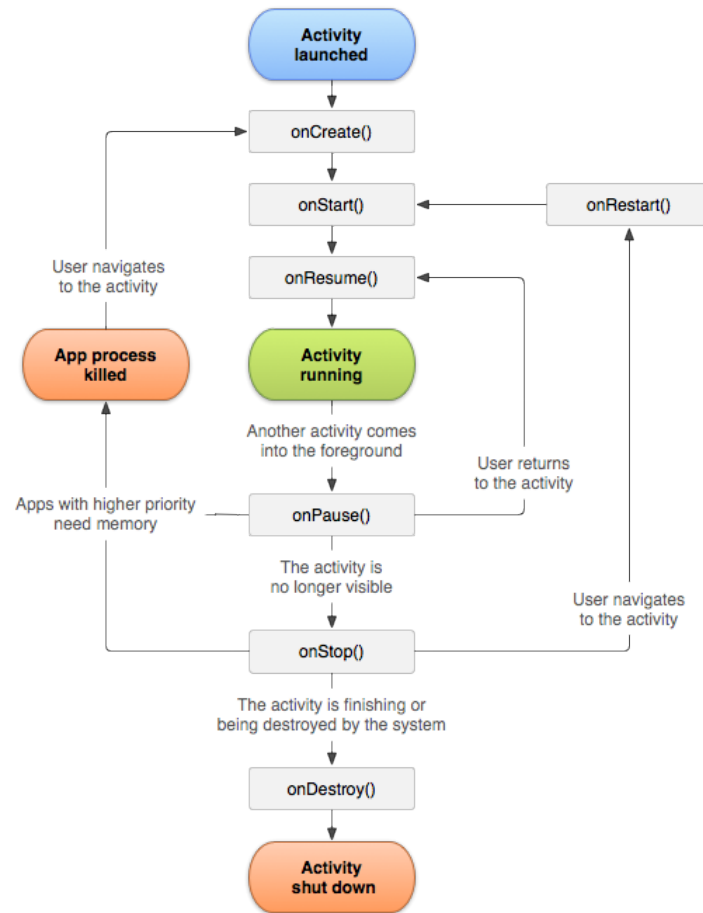 Activity
launched
onCreate()
onStart()
onRestart()
User navigates
to the activity
onResume()
App process
killed
Activity
running
Another activity comes
into the foreground
User returns
to the activity
Apps with higher priority
need memory
onPause()
The activity is
no longer visible
User navigates
to the activity
onStop()
The activity is finishing or
being destroyed by the system
onDestroy()
Activity
shut down